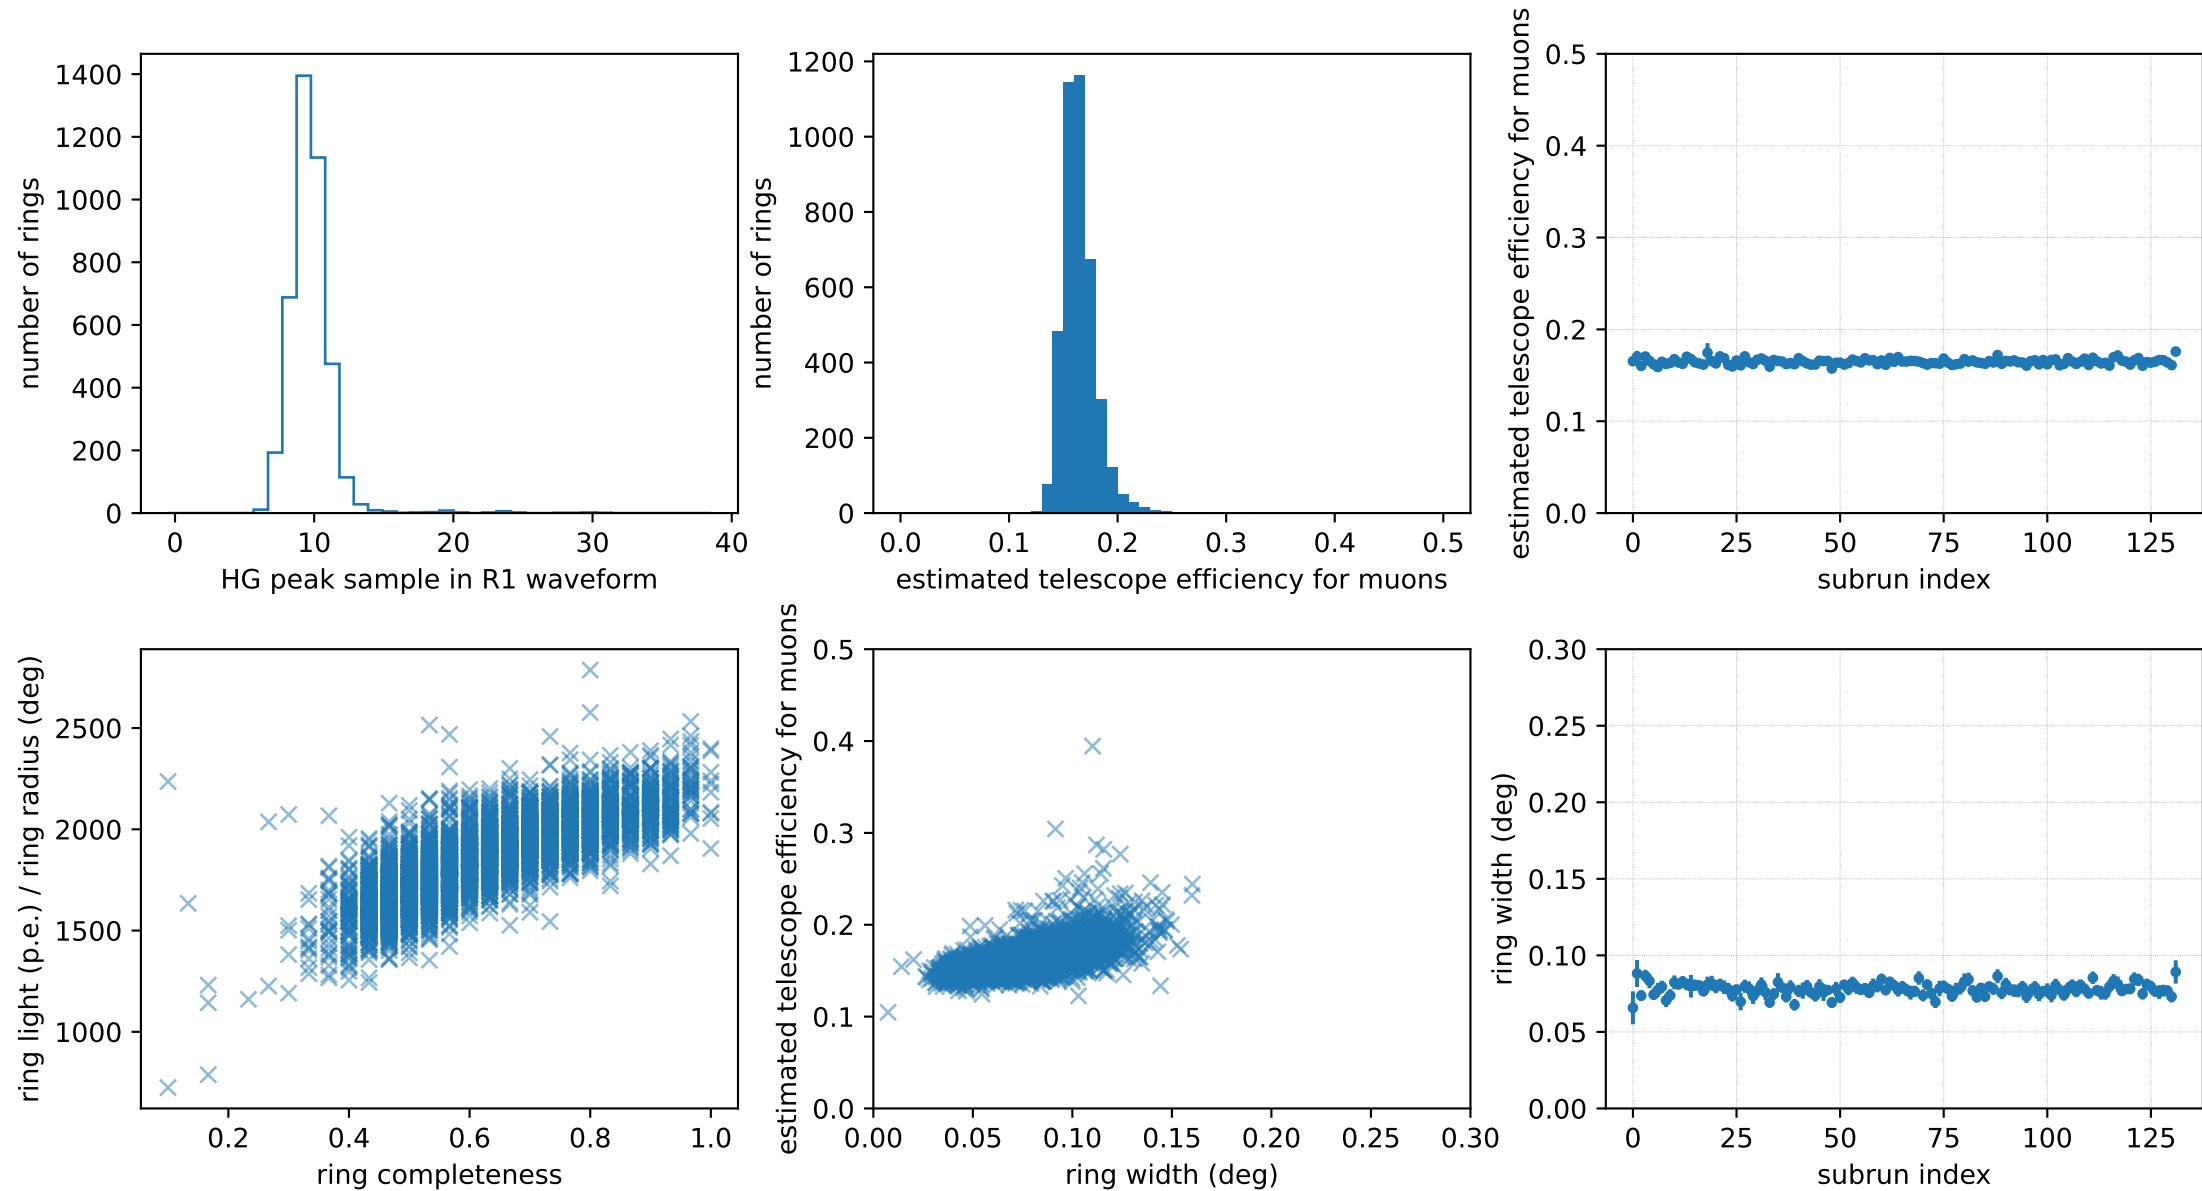 1400
1200
1000
800
600
400
200
0
number of rings
0 10 20 30 40
HG peak sample in R1 waveform
1200
1000
800
600
400
200
0
number of rings
0.0 0.1 0.2 0.3 0.4 0.5
estimated telescope efficiency for muons
0.5
0.4
0.3
0.2
0.1
0.0
estimated telescope efficiency for muons
0 25 50 75 100 125
subrun index
2500
2000
1500
1000
ring light (p.e.) / ring radius (deg)
0.2 0.4 0.6 0.8 1.0
ring completeness
0.5
0.4
0.3
0.2
0.1
0.0
estimated telescope efficiency for muons
0.00 0.05 0.10 0.15 0.20 0.25 0.30
ring width (deg)
0.30
0.25
0.20
0.15
0.10
0.05
0.00
ring width (deg)
0 25 50 75 100 125
subrun index